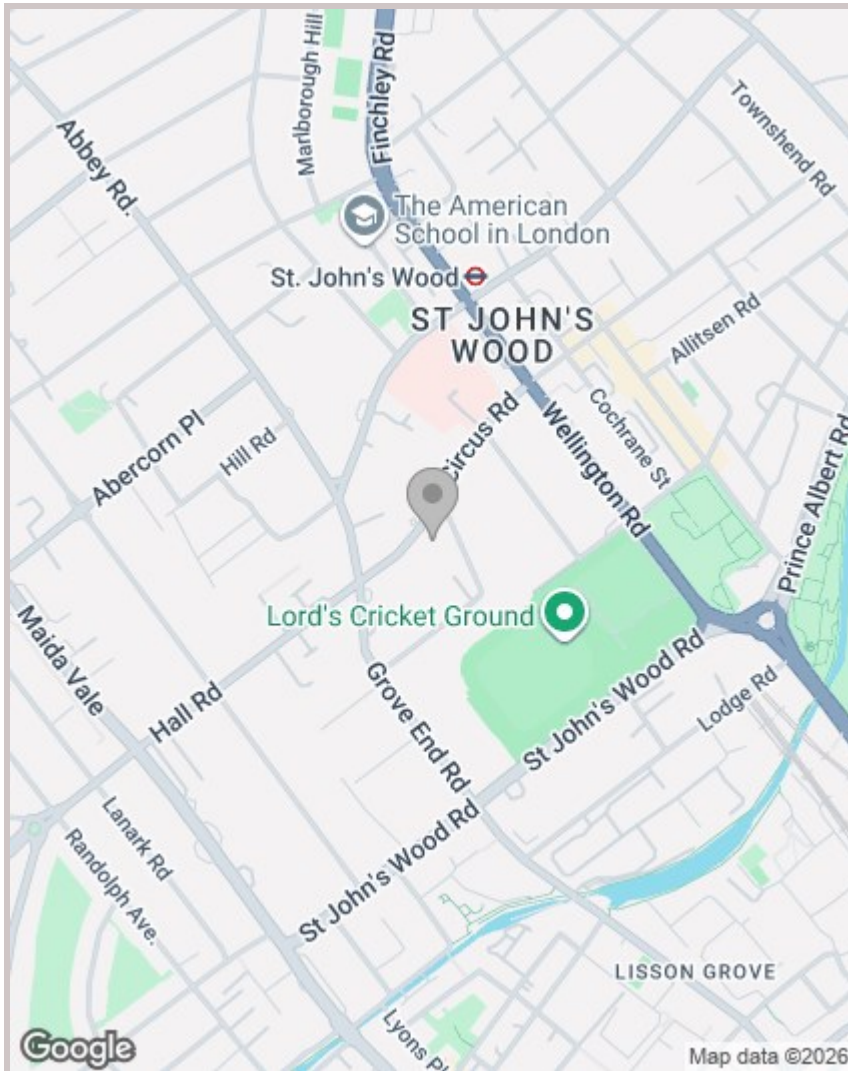 Marlborough Hill
Finchley Rd
Townshend Rd
Abbey Rd.
The American
School in London
St. John's Wood
ST JOHN'S
WOOD
Allitsen Rd
Cochrane St
Circus Rd
Abercorn Pl
Hill Rd
Wellington Rd
Prince Albert Rd
Lord's Cricket Ground
Maida Vale
Hall Rd
Grove End Rd
St John's Wood Rd
Lodge Rd
Lanark Rd
Randolph Ave.
St John's Wood Rd
LISSON GROVE
Lyons Pl
Google
Map data ©2026